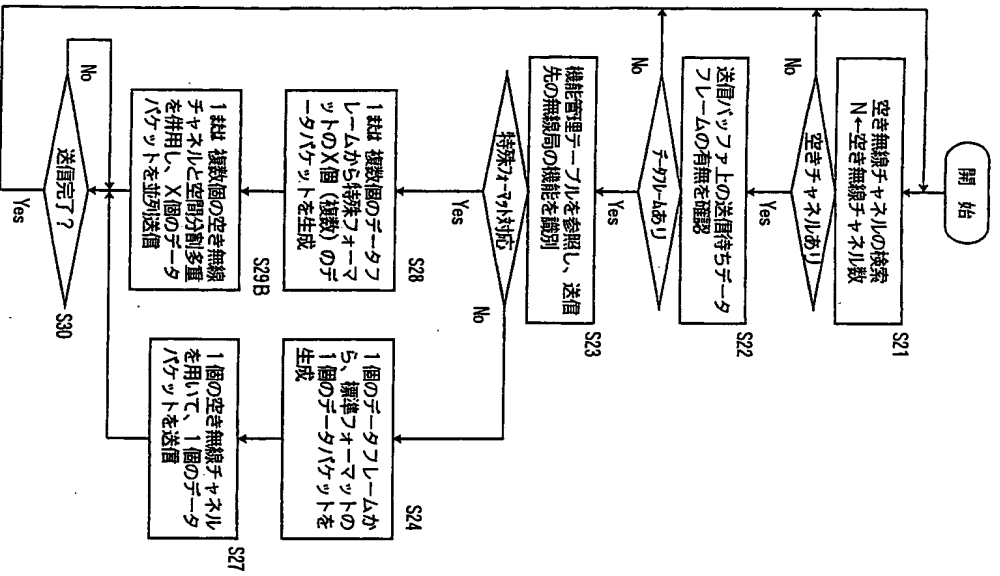 開 始
空き無線チャネルの検索
N←空き無線チャネル数
S21
空きチャネルあり
No
Yes
送信バッファ上の送信待ちデータ
フレームの有無を確認
S22
データフレームあり
No
Yes
機能管理テーブルを参照し、送信
先の無線局の機能を識別
S23
特殊フォーマット対応
No
Yes
1または複数個のデータフ
レームから特殊フォーマ
ットのX個（複数）のデ
ータパケットを生成
S28
1個のデータフレームか
ら、標準フォーマットの
1個のデータパケットを
生成
S24
1または複数個の空き無線
チャネルと空間分割多重
を併用し、X個のデータ
パケットを並列送信
S29B
1個の空き無線チャネル
を用いて、1個のデータ
パケットを送信
S27
送信完了？
No
Yes
S30